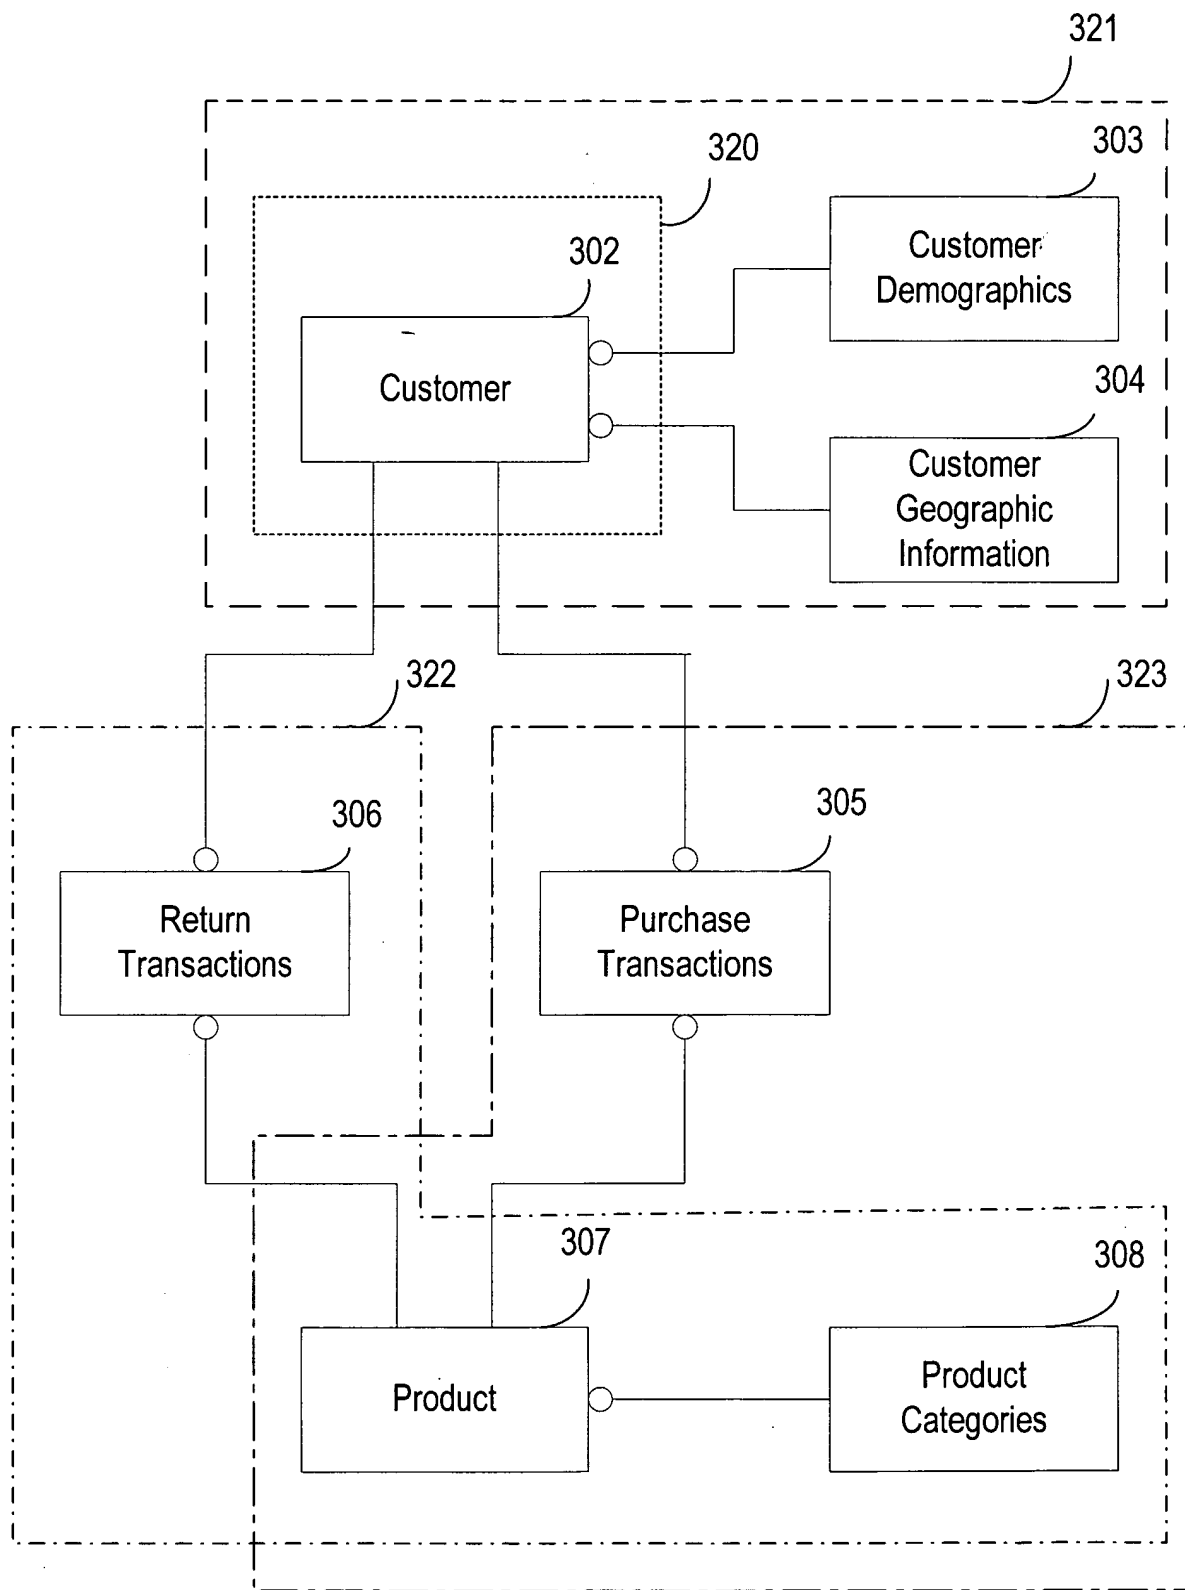 321
320
303
302
Customer
Demographics
Customer
304
Customer
Geographic
Information
322
323
306
305
Return
Transactions
Purchase
Transactions
307
308
Product
Product
Categories